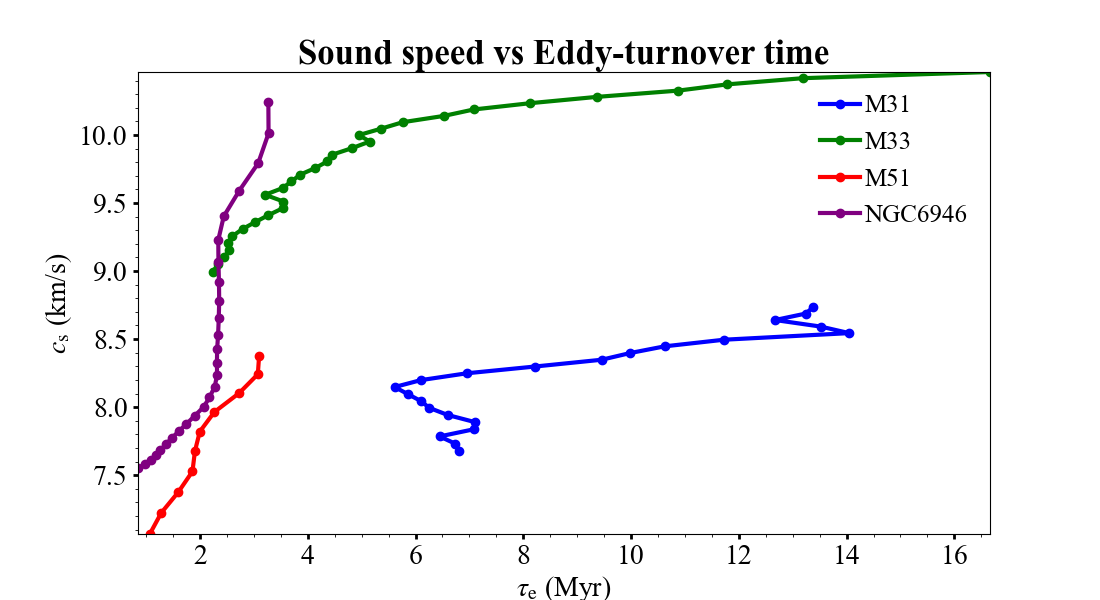 Sound speed vs Eddy-turnover time
M31
M33
M51
NGC6946
10.0
9.5
9.0
8.5
8.0
7.5
c_s (km/s)
2 4 6 8 10 12 14 16
τ_e (Myr)